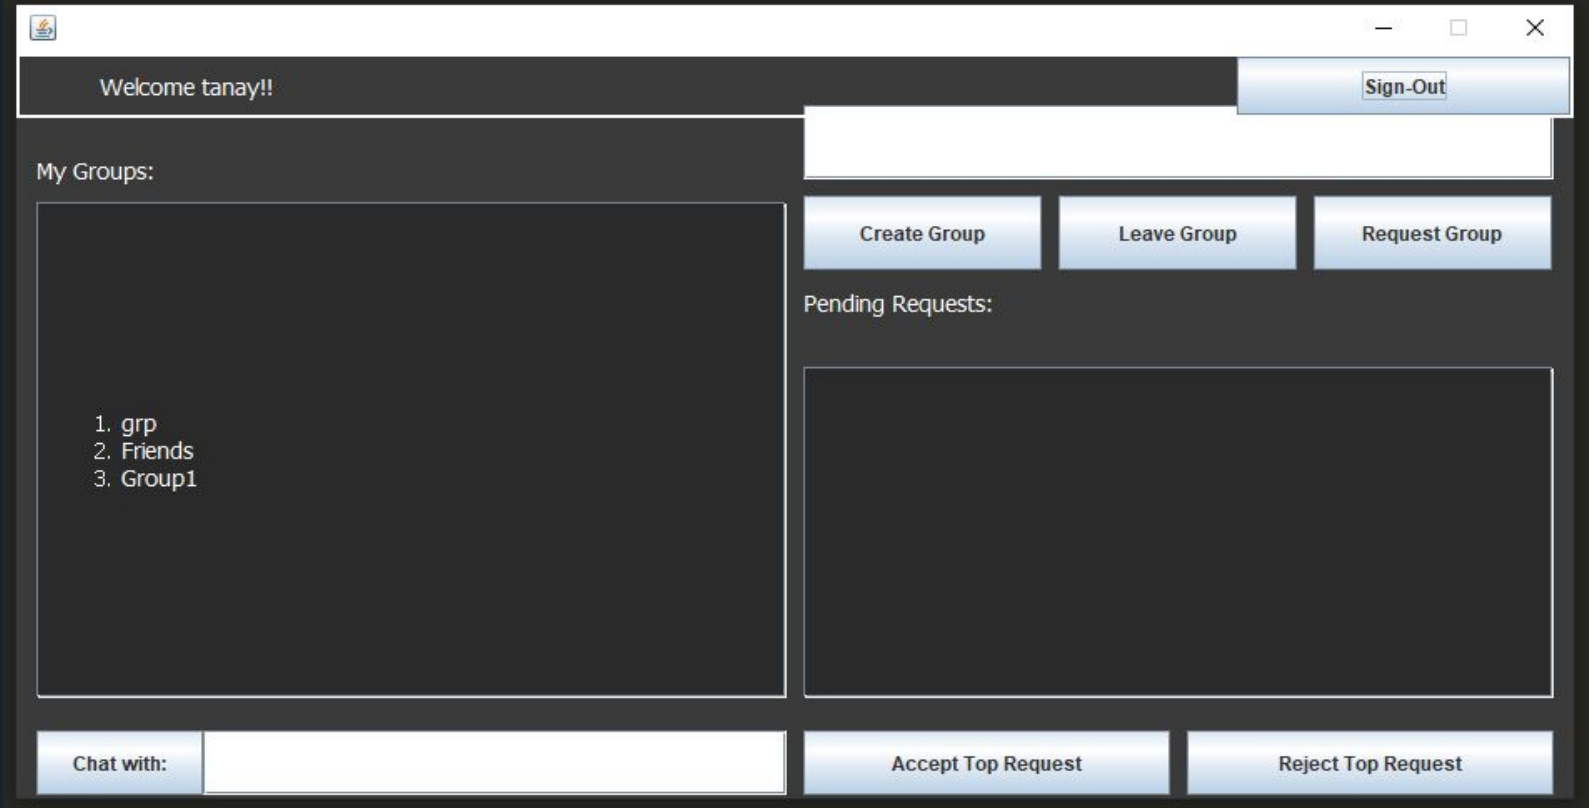 Welcome tanay!!
Sign-Out
My Groups:
Create Group
Leave Group
Request Group
Pending Requests:
1. grp
2. Friends
3. Group1
Chat with:
Accept Top Request
Reject Top Request